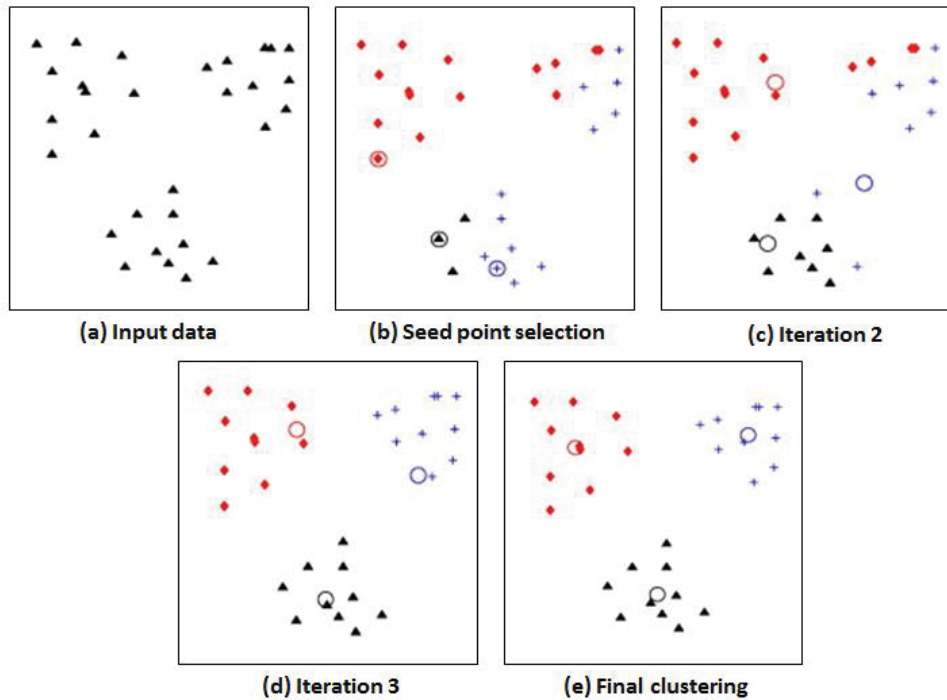 (a) Input data
(b) Seed point selection
(c) Iteration 2
(d) Iteration 3
(e) Final clustering